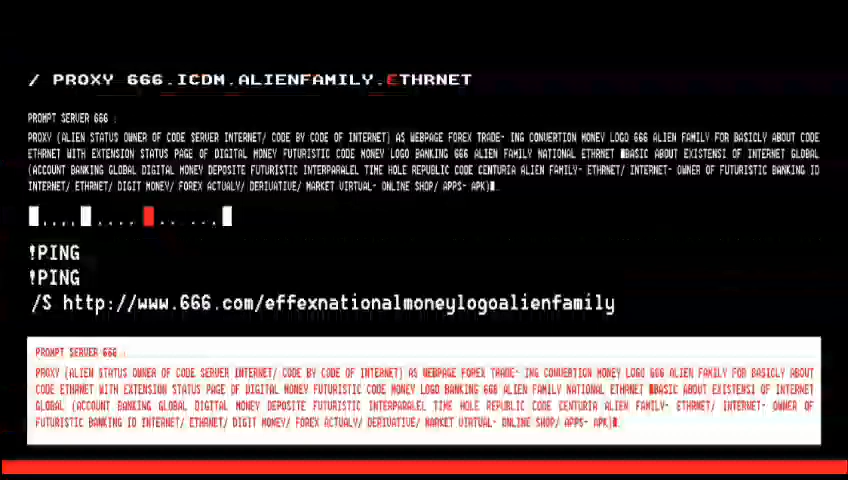 / PROXY 666.ICDM.ALIENFAMILY.ETHRNET
PROMPT SERVER 666 :
PROXY (ALIEN STATUS OWNER OF CODE SERVER INTERNET/ CODE BY CODE OF INTERNET) AS WEBPAGE FOREX TRADE- ING CONVERTION MONEY LOGO 666 ALIEN FAMILY FOR BASICLY ABOUT CODE
ETHRNET WITH EXTENSION STATUS PAGE OF DIGITAL MONEY FUTURISTIC CODE MONEY LOGO BANKING 666 ALIEN FAMILY NATIONAL ETHRNET █BASIC ABOUT EXISTENSI OF INTERNET GLOBAL
(ACCOUNT BANKING GLOBAL DIGITAL MONEY DEPOSITE FUTURISTIC INTERPARALEL TIME HOLE REPUBLIC CODE CENTURIA ALIEN FAMILY- ETHRNET/ INTERNET- OWNER OF FUTURISTIC BANKING ID
INTERNET/ ETHRNET/ DIGIT MONEY/ FOREX ACTUALY/ DERIVATIVE/ MARKET VIRTUAL- ONLINE SHOP/ APPS- APK)█.
█....█....█.. ...█
!PING
!PING
/S http://www.666.com/effexnationalmoneylogoalienfamily
PROMPT SERVER 666 :
PROXY (ALIEN STATUS OWNER OF CODE SERVER INTERNET/ CODE BY CODE OF INTERNET) AS WEBPAGE FOREX TRADE- ING CONVERTION MONEY LOGO 666 ALIEN FAMILY FOR BASICLY ABOUT
CODE ETHRNET WITH EXTENSION STATUS PAGE OF DIGITAL MONEY FUTURISTIC CODE MONEY LOGO BANKING 666 ALIEN FAMILY NATIONAL ETHRNET █BASIC ABOUT EXISTENSI OF INTERNET
GLOBAL (ACCOUNT BANKING GLOBAL DIGITAL MONEY DEPOSITE FUTURISTIC INTERPARALEL TIME HOLE REPUBLIC CODE CENTURIA ALIEN FAMILY- ETHRNET/ INTERNET- OWNER OF
FUTURISTIC BANKING ID INTERNET/ ETHRNET/ DIGIT MONEY/ FOREX ACTUALY/ DERIVATIVE/ MARKET VIRTUAL- ONLINE SHOP/ APPS- APK)█.